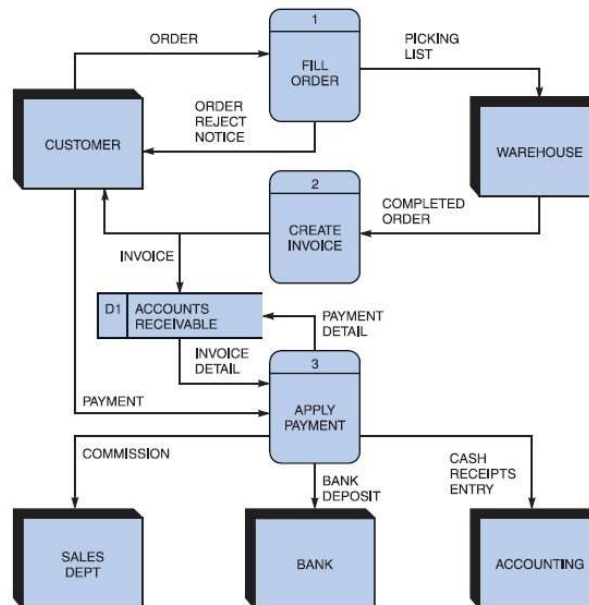 1
ORDER
FILL
ORDER
PICKING
LIST
ORDER
REJECT
NOTICE
CUSTOMER
WAREHOUSE
2
CREATE
INVOICE
COMPLETED
ORDER
INVOICE
D1
ACCOUNTS
RECEIVABLE
PAYMENT
DETAIL
INVOICE
DETAIL
3
APPLY
PAYMENT
PAYMENT
COMMISSION
BANK
DEPOSIT
CASH
RECEIPTS
ENTRY
SALES
DEPT
BANK
ACCOUNTING